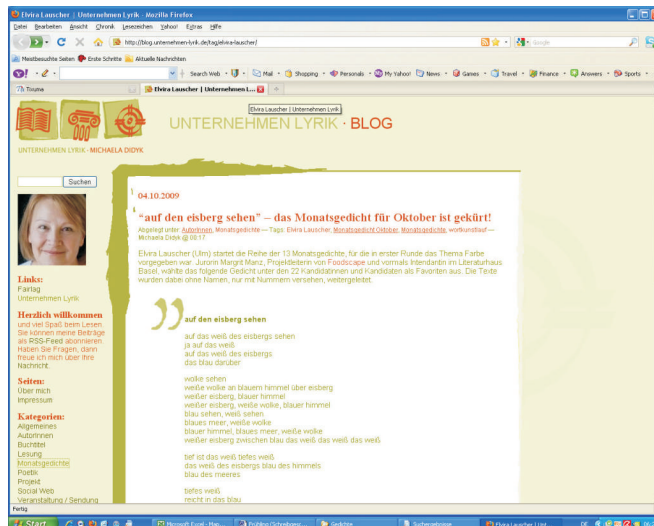 Elvira Lauscher | Unternehmen Lyrik - Mozilla Firefox
Datei Bearbeiten Ansicht Chronik Lesezeichen Yahoo! Extras Hilfe
http://blog.unternehmen-lyrik.de/tag/elvira-lauscher/
Google
Meistbesuchte Seiten Erste Schritte Aktuelle Nachrichten
Search Web Mail Shopping Personals My Yahoo! News Games Travel Finance Answers Sports
Elvira Lauscher | Unternehmen L...
Elvira Lauscher | Unternehmen Lyrik
UNTERNEHMEN LYRIK · BLOG
UNTERNEHMEN LYRIK · MICHAELA DIDYK
Suchen
Links:
Fairlag
Unternehmen Lyrik
Herzlich willkommen
und viel Spaß beim Lesen.
Sie können meine Beiträge
als RSS-Feed abonnieren.
Haben Sie Fragen, dann
freue ich mich über Ihre
Nachricht.
Seiten:
Über mich
Impressum
Kategorien:
Allgemeines
AutorInnen
Buchtitel
Lesung
Monatsgedichte
Poetik
Projekt
Social Web
Veranstaltung / Sendung
04.10.2009
“auf den eisberg sehen” – das Monatsgedicht für Oktober ist gekürt!
Abgelegt unter: AutorInnen, Monatsgedichte — Tags: Elvira Lauscher, Monatsgedicht Oktober, Monatsgedichte, wortkunstlauf —
Michaela Didyk @ 00:17
Elvira Lauscher (Ulm) startet die Reihe der 13 Monatsgedichte, für die in erster Runde das Thema Farbe
vorgegeben war. Jurorin Margrit Manz, Projektleiterin von Foodscape und vormals Intendantin im Literaturhaus
Basel, wählte das folgende Gedicht unter den 22 Kandidatinnen und Kandidaten als Favoriten aus. Die Texte
wurden dabei ohne Namen, nur mit Nummern versehen, weitergeleitet.
auf den eisberg sehen
auf das weiß des eisbergs sehen
ja auf das weiß
auf das weiß des eisbergs
das blau darüber
wolke sehen
weiße wolke an blauem himmel über eisberg
weißer eisberg, blauer himmel
weißer eisberg, weiße wolke, blauer himmel
blau sehen, weiß sehen
blaues meer, weiße wolke
blauer himmel, blaues meer, weiße wolke
weißer eisberg zwischen blau das weiß das weiß das weiß
tief ist das weiß tiefes weiß
das weiß des eisbergs blau des himmels
blau des meeres
tiefes weiß
reicht in das blau
Fertig
Start
Microsoft Excel
Gedichte
Suchergebnisse
Elvira Lauscher | Unt...
DE